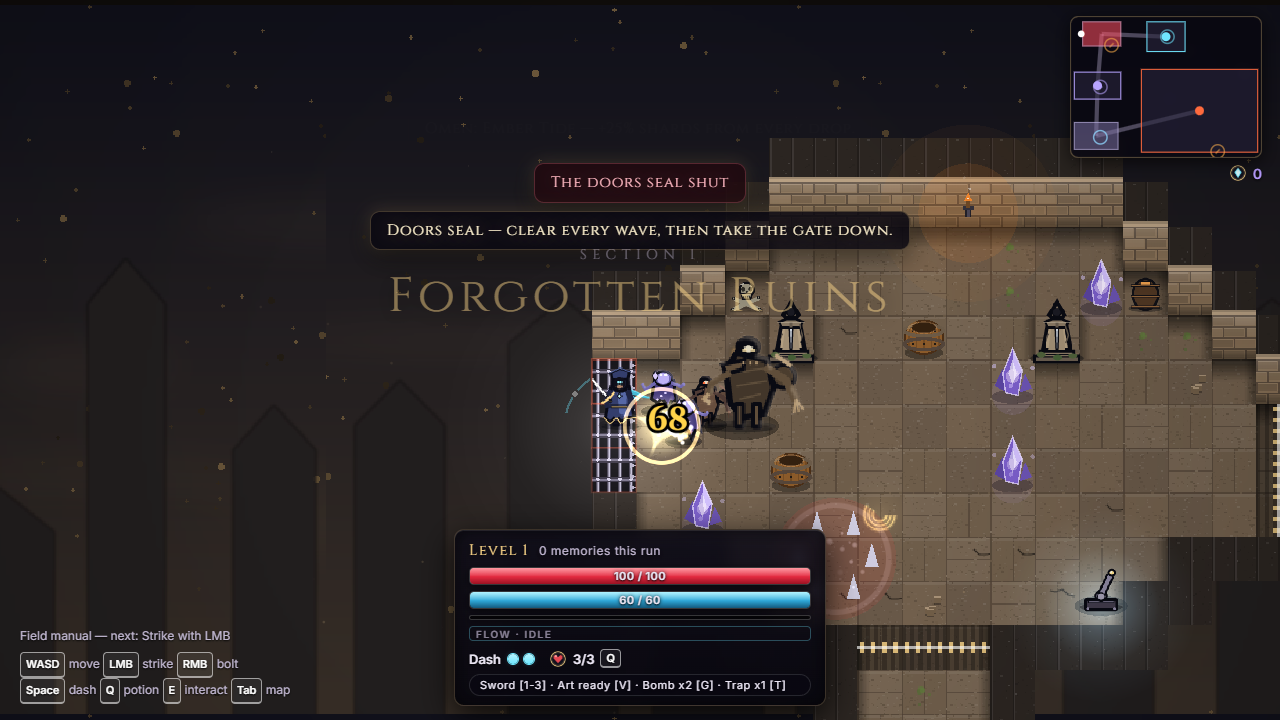 0
THE DOORS SEAL SHUT
DOORS SEAL — CLEAR EVERY WAVE, THEN TAKE THE GATE DOWN.
SECTION 1
FORGOTTEN RUINS
68
LEVEL 1 0 memories this run
100 / 100
60 / 60
FLOW · IDLE
Dash 3/3 Q
Sword [1-3] · Art ready [V] · Bomb x2 [G] · Trap x1 [T]
Field manual — next: Strike with LMB
WASD move LMB strike RMB bolt
Space dash Q potion E interact Tab map